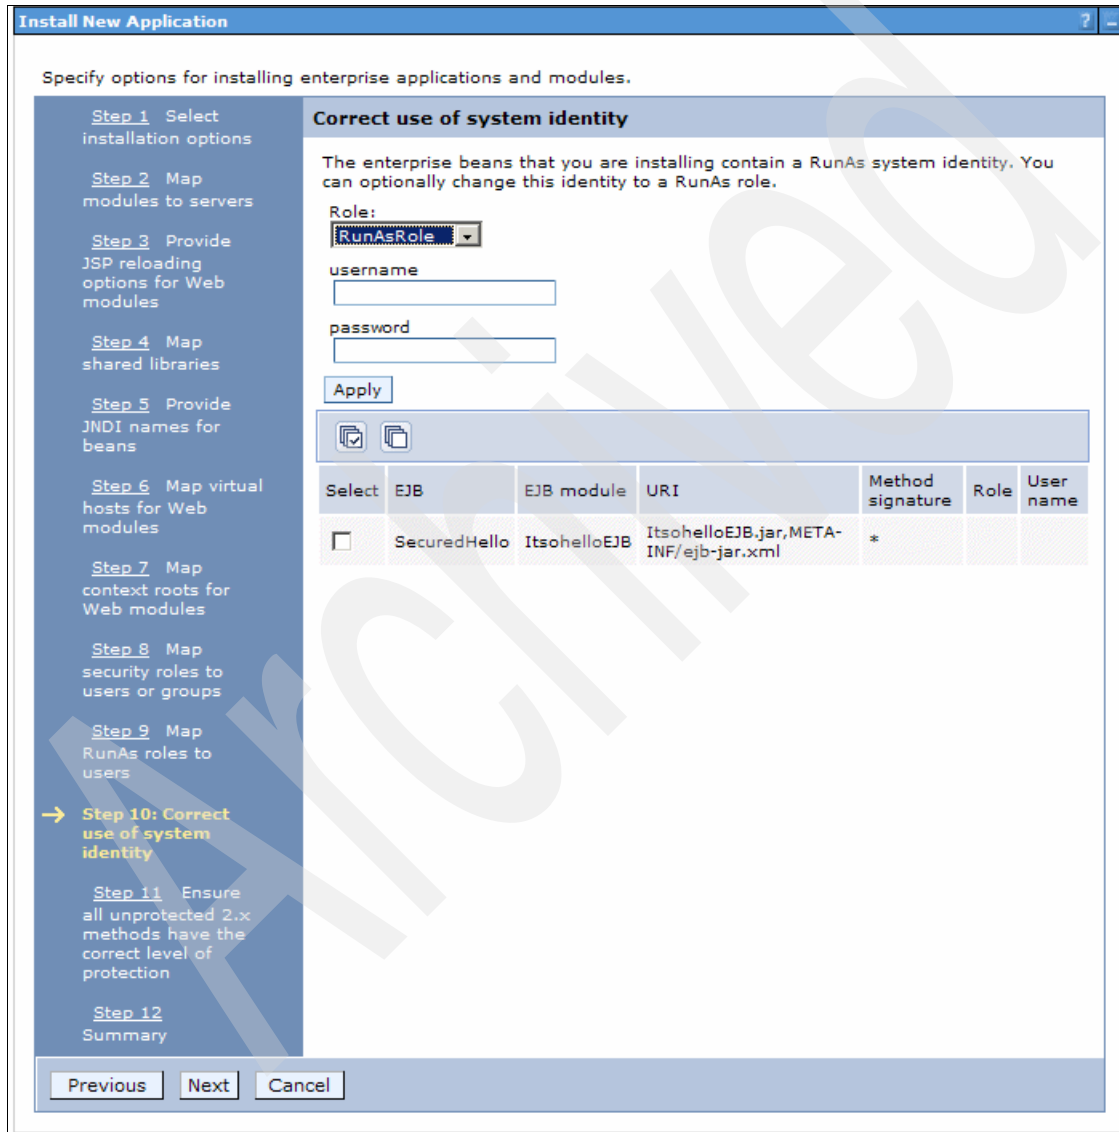 Install New Application
?
Specify options for installing enterprise applications and modules.
Step 1 Select
installation options
Step 2 Map
modules to servers
Step 3 Provide
JSP reloading
options for Web
modules
Step 4 Map
shared libraries
Step 5 Provide
JNDI names for
beans
Step 6 Map virtual
hosts for Web
modules
Step 7 Map
context roots for
Web modules
Step 8 Map
security roles to
users or groups
Step 9 Map
RunAs roles to
users
Step 10: Correct
use of system
identity
Step 11 Ensure
all unprotected 2.x
methods have the
correct level of
protection
Step 12
Summary
Correct use of system identity
The enterprise beans that you are installing contain a RunAs system identity. You
can optionally change this identity to a RunAs role.
Role:
RunAsRole
username
password
Apply
Select EJB EJB module URI Method signature Role User name
SecuredHello ItsohelloEJB ItsohelloEJB.jar,META-
INF/ejb-jar.xml *
Previous Next Cancel
Archived